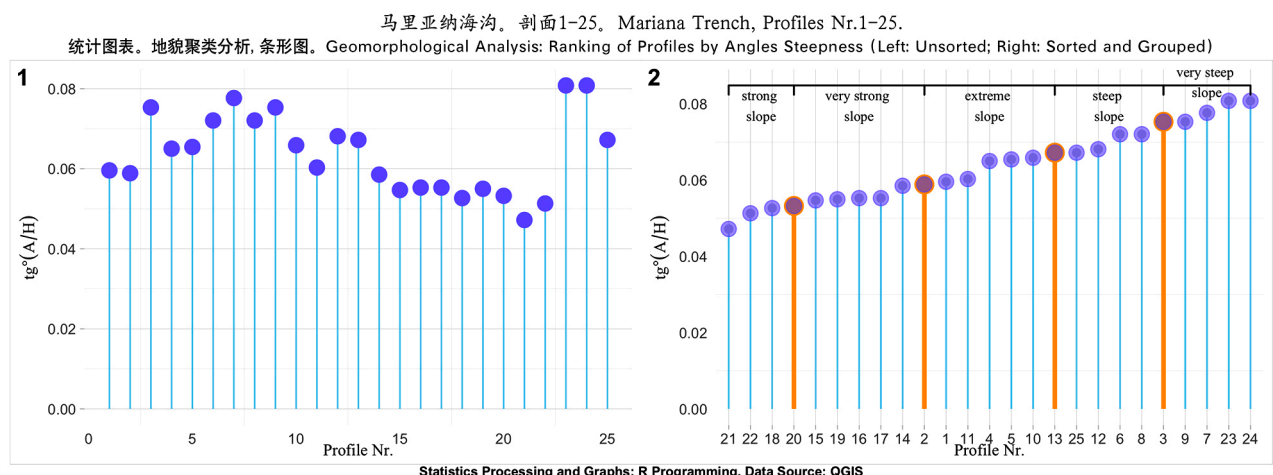 马里亚纳海沟。剖面1-25。Mariana Trench, Profiles Nr.1-25.
统计图表。地貌聚类分析, 条形图。Geomorphological Analysis: Ranking of Profiles by Angles Steepness (Left: Unsorted; Right: Sorted and Grouped)
1
0.08
0.06
0.04
0.02
0.00
tg°(A/H)
0 5 10 15 20 25
Profile Nr.
2
strong slope
very strong slope
extreme slope
steep slope
very steep slope
0.08
0.06
0.04
0.02
0.00
tg°(A/H)
21 22 18 20 15 19 16 17 14 2 1 11 4 5 10 13 25 12 6 8 3 9 7 23 24
Profile Nr.
Statistics Processing and Graphs: R Programming. Data Source: QGIS